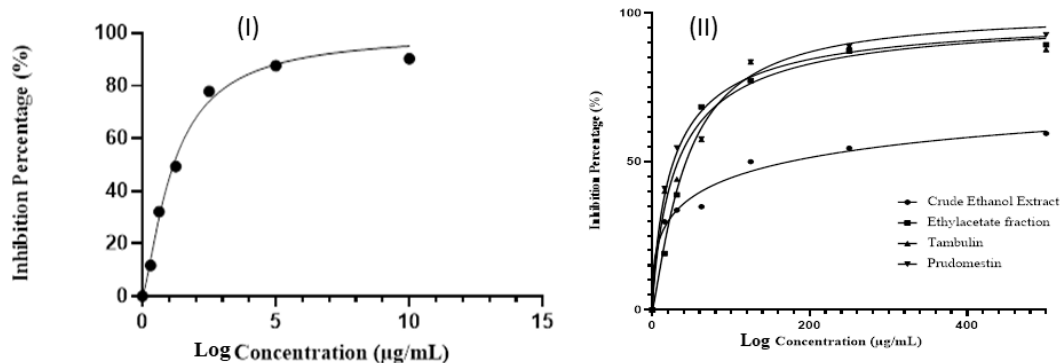 (I)
Inhibition Percentage (%)
100
80
60
40
20
0
0
5
10
15
Log Concentration (µg/mL)
(II)
Inhibition Percentage (%)
100
50
0
0
200
400
Crude Ethanol Extract
Ethylacetate fraction
Tambulin
Prudomestin
Log Concentration (µg/mL)